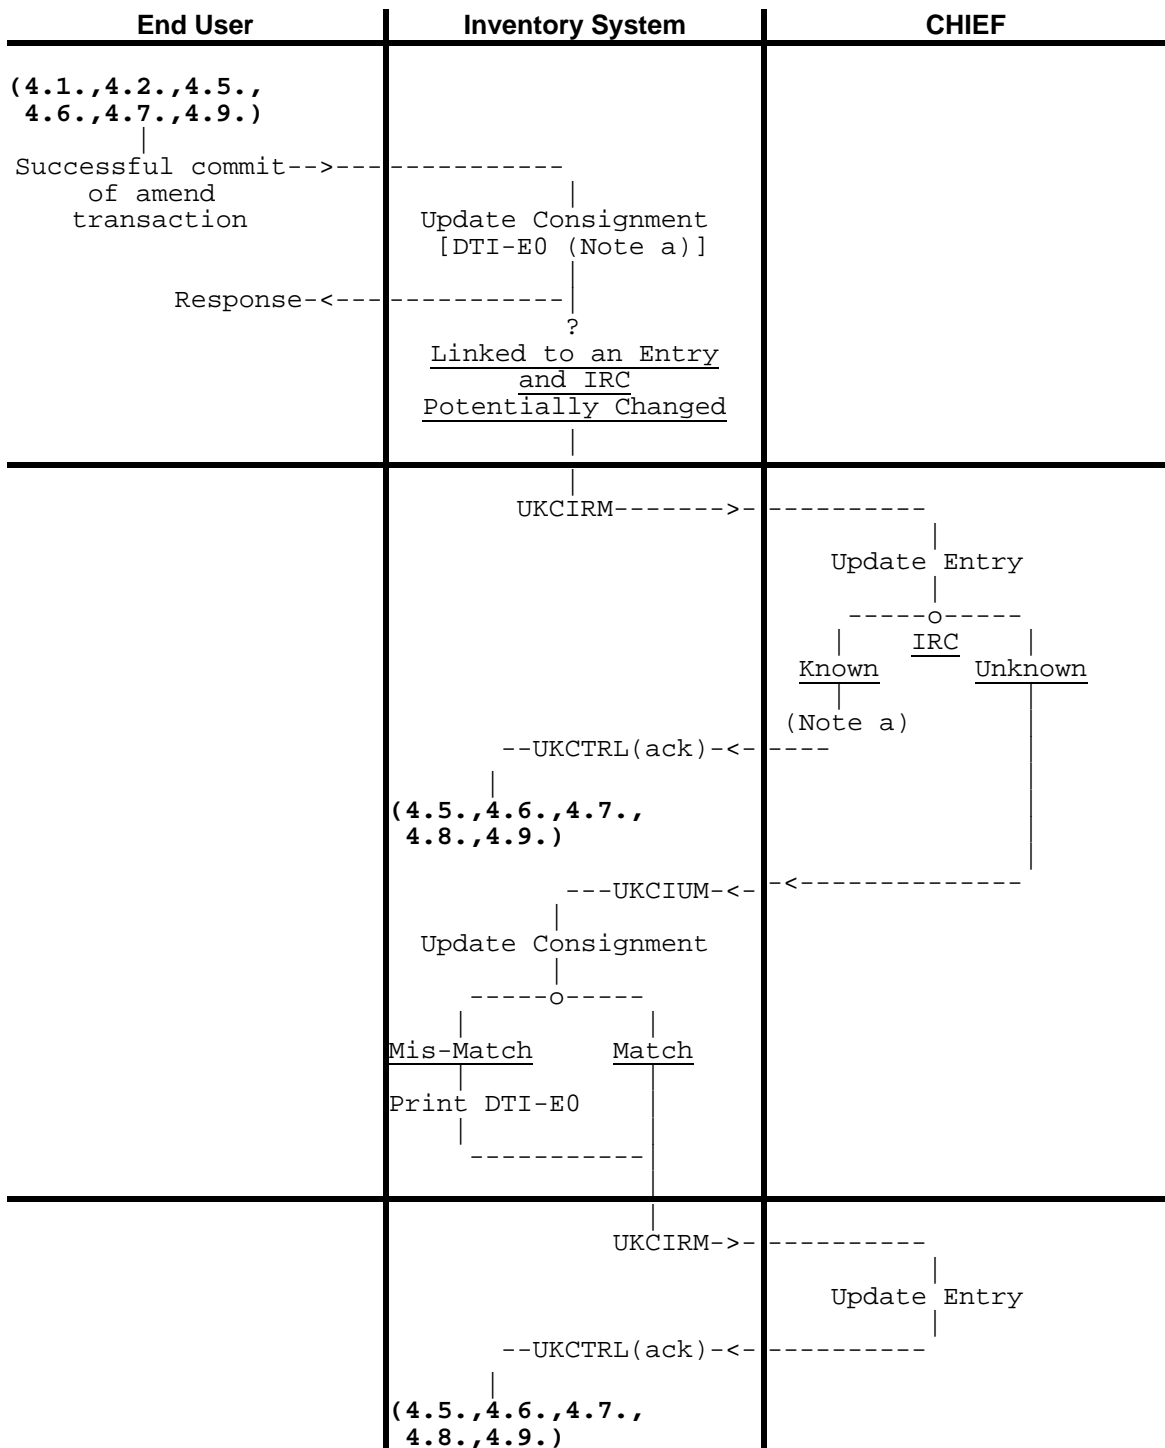 End User Inventory System CHIEF
(4.1.,4.2.,4.5.,
4.6.,4.7.,4.9.)
Successful commit-->--- --------------
of amend
transaction Update Consignment
[DTI-E0 (Note a)]
Response-<--- --------------
?
Linked to an Entry
and IRC
Potentially Changed
UKCIRM------->- ----------
Update Entry
-----o-----
IRC
Known Unknown
(Note a)
--UKCTRL(ack)-<- ----
(4.5.,4.6.,4.7.,
4.8.,4.9.)
---UKCIUM-<- -<--------------
Update Consignment
-----o-----
Mis-Match Match
Print DTI-E0
-----------
UKCIRM->- ----------
Update Entry
--UKCTRL(ack)-<- ----------
(4.5.,4.6.,4.7.,
4.8.,4.9.)